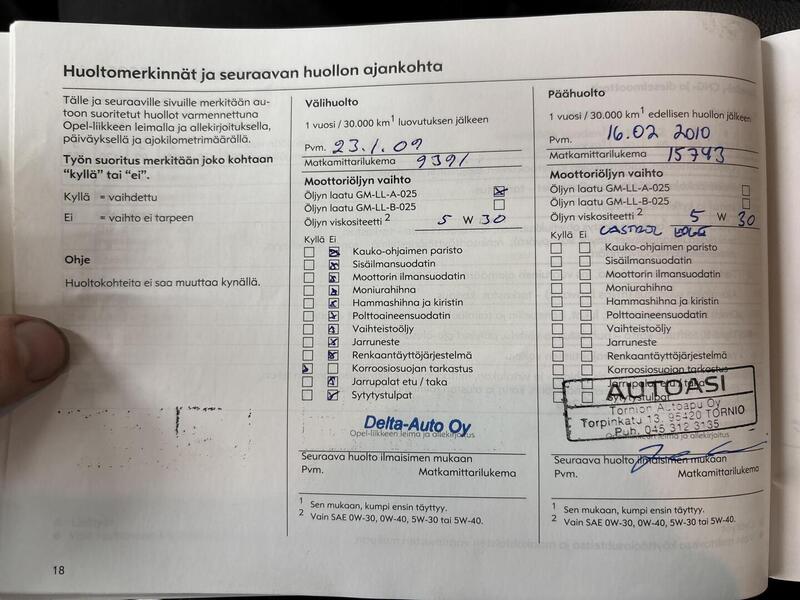 Huoltomerkinnät ja seuraavan huollon ajankohta
Tälle ja seuraaville sivuille merkitään au-
toon suoritetut huollot varmennettuna
Opel-liikkeen leimalla ja allekirjoituksella,
päiväyksellä ja ajokilometrimäärällä.
Työn suoritus merkitään joko kohtaan
"kyllä" tai "ei".
Kyllä = vaihdettu
Ei = vaihto ei tarpeen
Ohje
Huoltokohteita ei saa muuttaa kynällä.
Välihuolto
1 vuosi / 30.000 km1 luovutuksen jälkeen
Pvm. 23.1.09
Matkamittarilukema 9391
Moottoriöljyn vaihto
Öljyn laatu GM-LL-A-025
Öljyn laatu GM-LL-B-025
Öljyn viskositeetti 2 5 W 30
Kyllä Ei
Kauko-ohjaimen paristo
Sisäilmansuodatin
Moottorin ilmansuodatin
Moniurahihna
Hammashihna ja kiristin
Polttoaineensuodatin
Vaihteistoöljy
Jarruneste
Renkaantäyttöjärjestelmä
Korroosiosuojan tarkastus
Jarrupalat etu / taka
Sytytystulpat
Delta-Auto Oy
Opel-liikkeen leima ja allekirjoitus
Seuraava huolto ilmaisimen mukaan
Pvm. Matkamittarilukema
1 Sen mukaan, kumpi ensin täyttyy.
2 Vain SAE 0W-30, 0W-40, 5W-30 tai 5W-40.
Päähuolto
1 vuosi / 30.000 km1 edellisen huollon jälkeen
Pvm. 16.02 2010
Matkamittarilukema 15793
Moottoriöljyn vaihto
Öljyn laatu GM-LL-A-025
Öljyn laatu GM-LL-B-025
Öljyn viskositeetti 2 5 W 30
Kyllä Ei CASTROL EDGE
Kauko-ohjaimen paristo
Sisäilmansuodatin
Moottorin ilmansuodatin
Moniurahihna
Hammashihna ja kiristin
Polttoaineensuodatin
Vaihteistoöljy
Jarruneste
Renkaantäyttöjärjestelmä
Korroosiosuojan tarkastus
Jarrupalat etu / taka
Sytytystulpat
AUTOASI
Tornion Autoapu Oy
Torpinkatu 13, 95420 TORNIO
Puh. 045 312 3135
Opel-liikkeen leima ja allekirjoitus
Seuraava huolto ilmaisimen mukaan
Pvm. Matkamittarilukema
1 Sen mukaan, kumpi ensin täyttyy.
2 Vain SAE 0W-30, 0W-40, 5W-30 tai 5W-40.
18